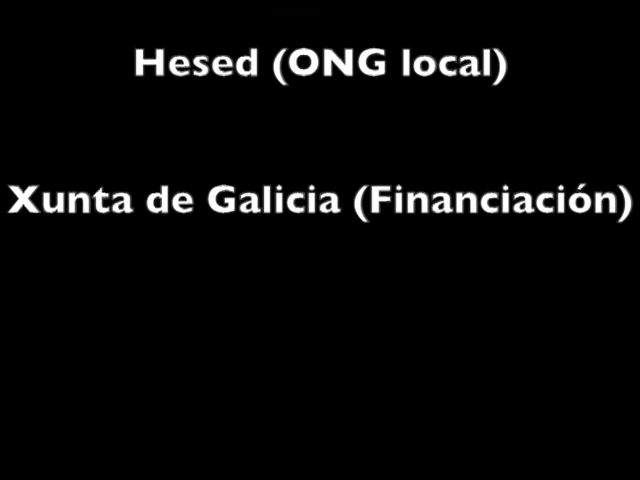 Hesed (ONG local)
Xunta de Galicia (Financiación)